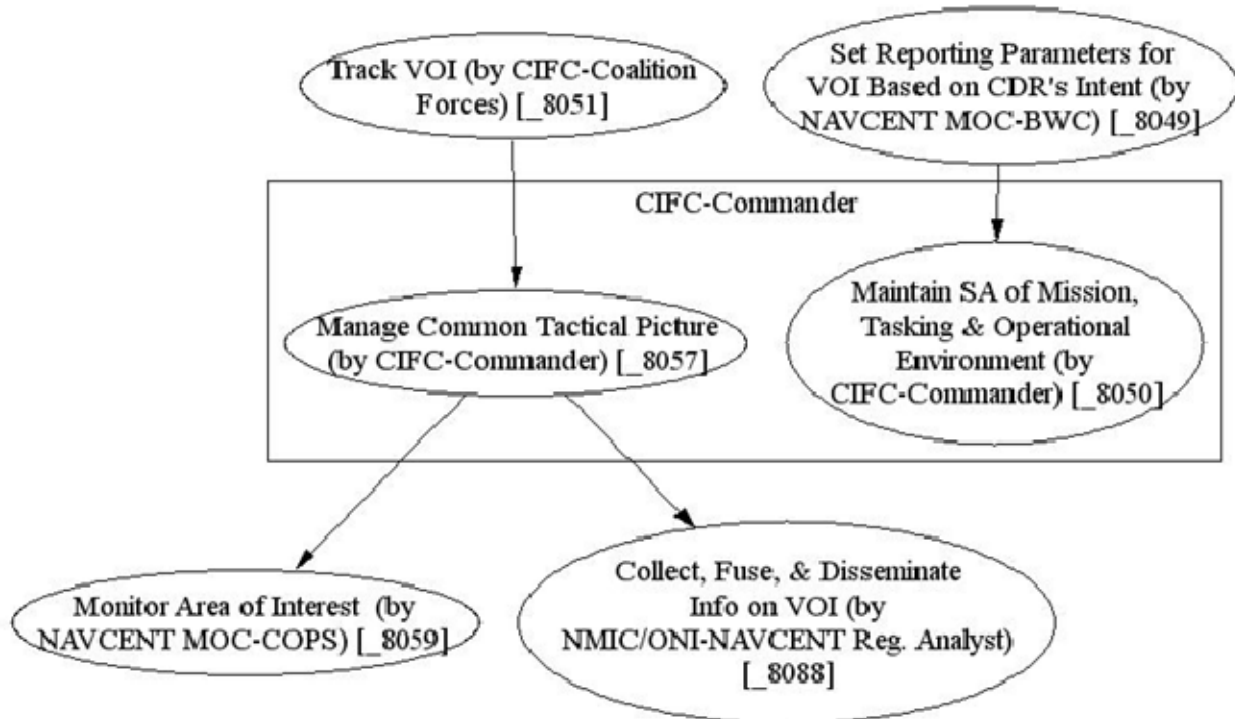 Track VOI (by CIFC-Coalition
Forces) [_8051]
Set Reporting Parameters for
VOI Based on CDR's Intent (by
NAVCENT MOC-BWC) [_8049]
CIFC-Commander
Manage Common Tactical Picture
(by CIFC-Commander) [_8057]
Maintain SA of Mission,
Tasking & Operational
Environment (by
CIFC-Commander) [_8050]
Monitor Area of Interest (by
NAVCENT MOC-COPS) [_8059]
Collect, Fuse, & Disseminate
Info on VOI (by
NMIC/ONI-NAVCENT Reg. Analyst)
[_8088]